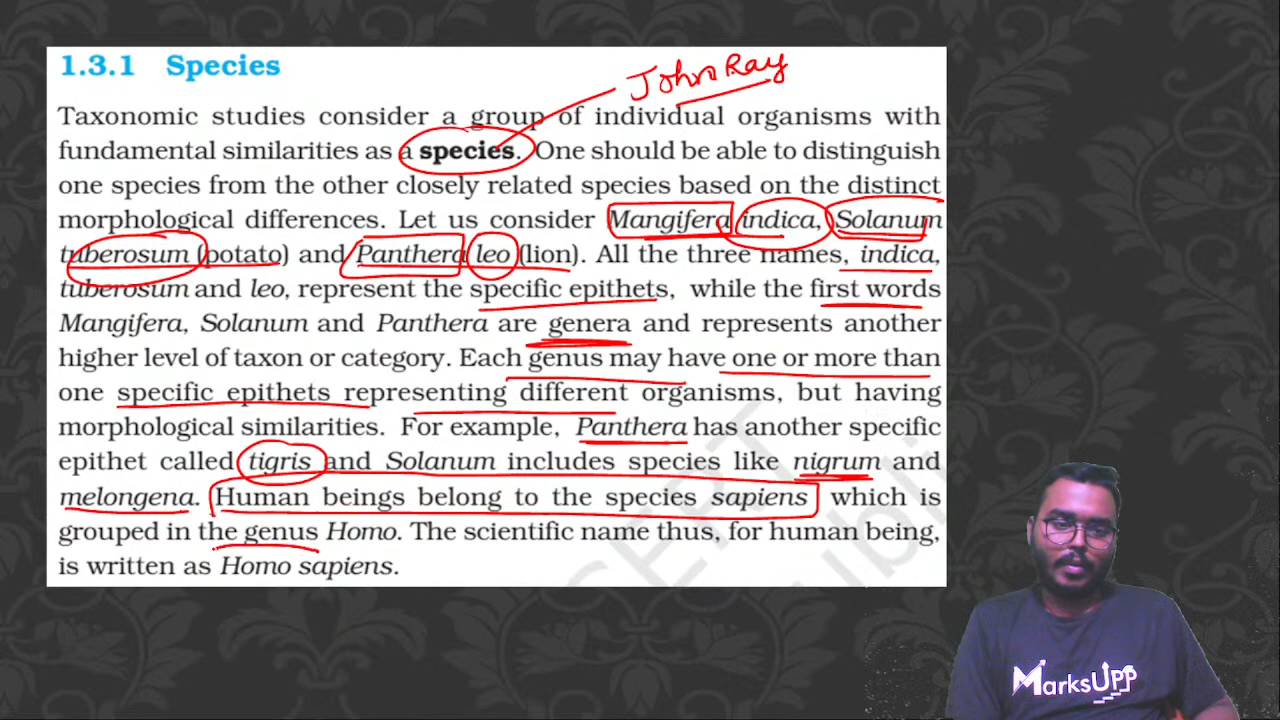 1.3.1 Species
John Ray
Taxonomic studies consider a group of individual organisms with
fundamental similarities as a species. One should be able to distinguish
one species from the other closely related species based on the distinct
morphological differences. Let us consider Mangifera indica, Solanum
tuberosum (potato) and Panthera leo (lion). All the three names, indica,
tuberosum and leo, represent the specific epithets, while the first words
Mangifera, Solanum and Panthera are genera and represents another
higher level of taxon or category. Each genus may have one or more than
one specific epithets representing different organisms, but having
morphological similarities. For example, Panthera has another specific
epithet called tigris and Solanum includes species like nigrum and
melongena. Human beings belong to the species sapiens which is
grouped in the genus Homo. The scientific name thus, for human being,
is written as Homo sapiens.
MarksUPP